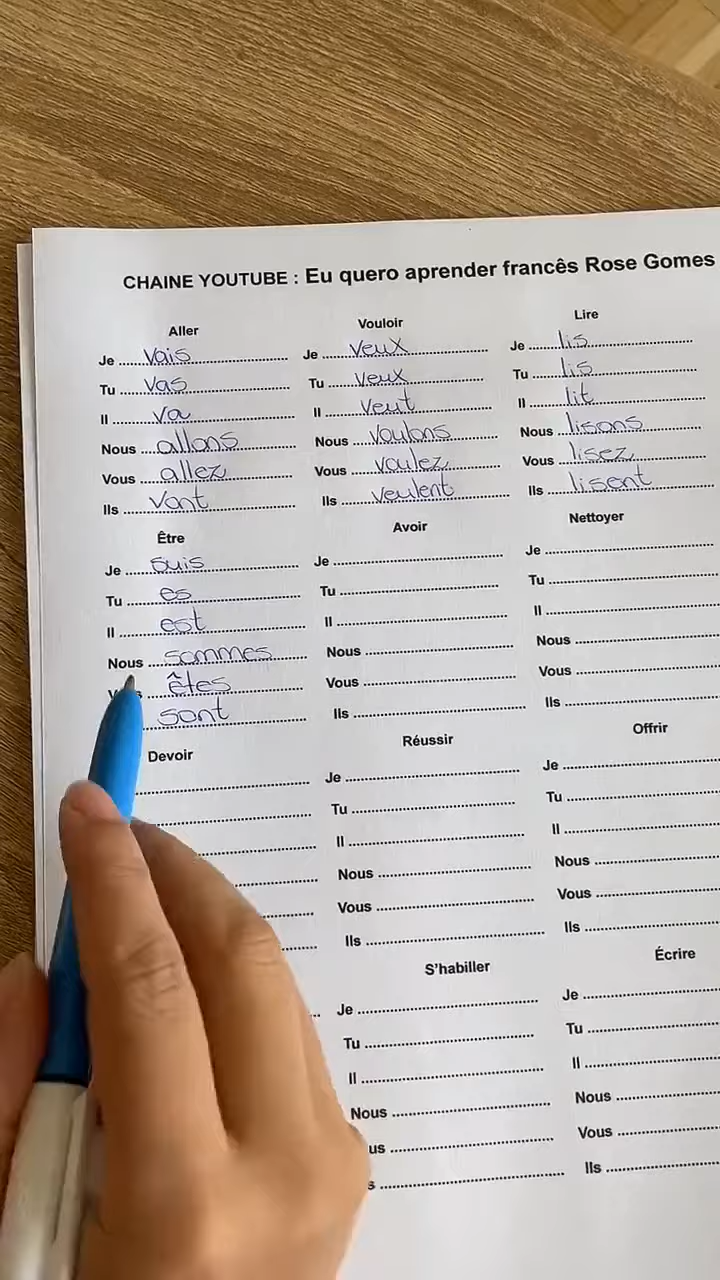 CHAINE YOUTUBE : Eu quero aprender francês Rose Gomes
Aller
Je vais
Tu vas
Il va
Nous allons
Vous allez
Ils vont
Vouloir
Je veux
Tu veux
Il veut
Nous voulons
Vous voulez
Ils veulent
Lire
Je lis
Tu lis
Il lit
Nous lisons
Vous lisez
Ils lisent
Être
Je suis
Tu es
Il est
Nous sommes
êtes
sont
Avoir
Je
Tu
Il
Nous
Vous
Ils
Nettoyer
Je
Tu
Il
Nous
Vous
Ils
Devoir
Réussir
Je
Tu
Il
Nous
Vous
Ils
Offrir
Je
Tu
Il
Nous
Vous
Ils
S'habiller
Je
Tu
Il
Nous
Écrire
Je
Tu
Il
Nous
Vous
Ils